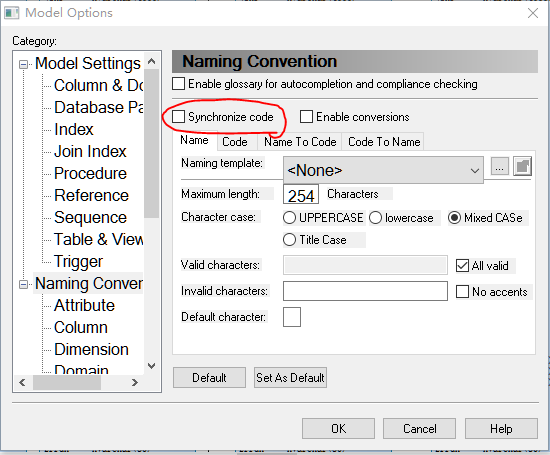 Model Options
Category:
Model Settings
Column & Do
Database Pa
Index
Join Index
Procedure
Reference
Sequence
Table & View
Trigger
Naming Conver
Attribute
Column
Dimension
Domain
Naming Convention
Enable glossary for autocompletion and compliance checking
Synchronize code
Enable conversions
Name Code Name To Code Code To Name
Naming template: <None> ...
Maximum length: 254 Characters
Character case: UPPERCASE lowercase Mixed CASe
Title Case
Valid characters: All valid
Invalid characters: No accents
Default character:
Default Set As Default
OK Cancel Help